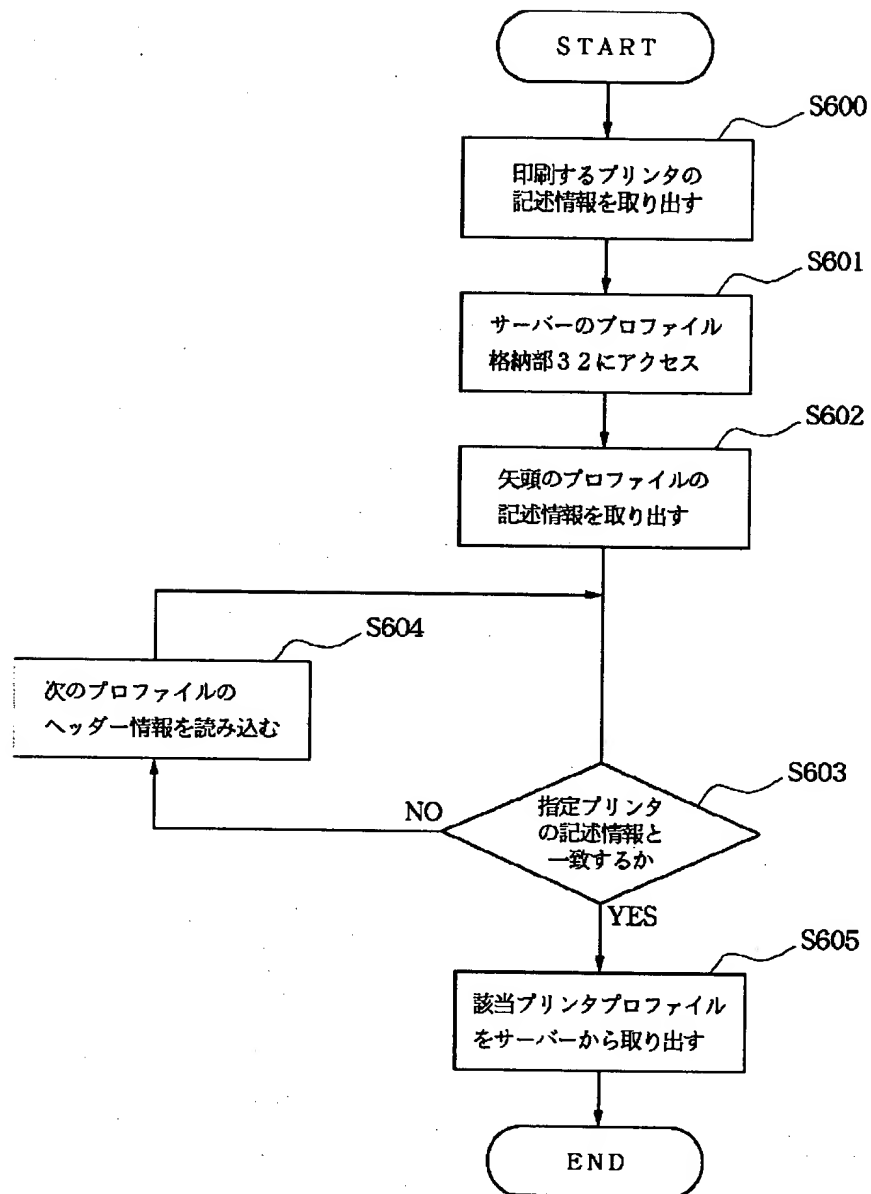 START
S600
印刷するプリンタの
記述情報を取り出す
S601
サーバーのプロファイル
格納部32にアクセス
S602
矢頭のプロファイルの
記述情報を取り出す
S604
次のプロファイルの
ヘッダー情報を読み込む
S603
指定プリンタ
の記述情報と
一致するか
NO
YES
S605
該当プリンタプロファイル
をサーバーから取り出す
END